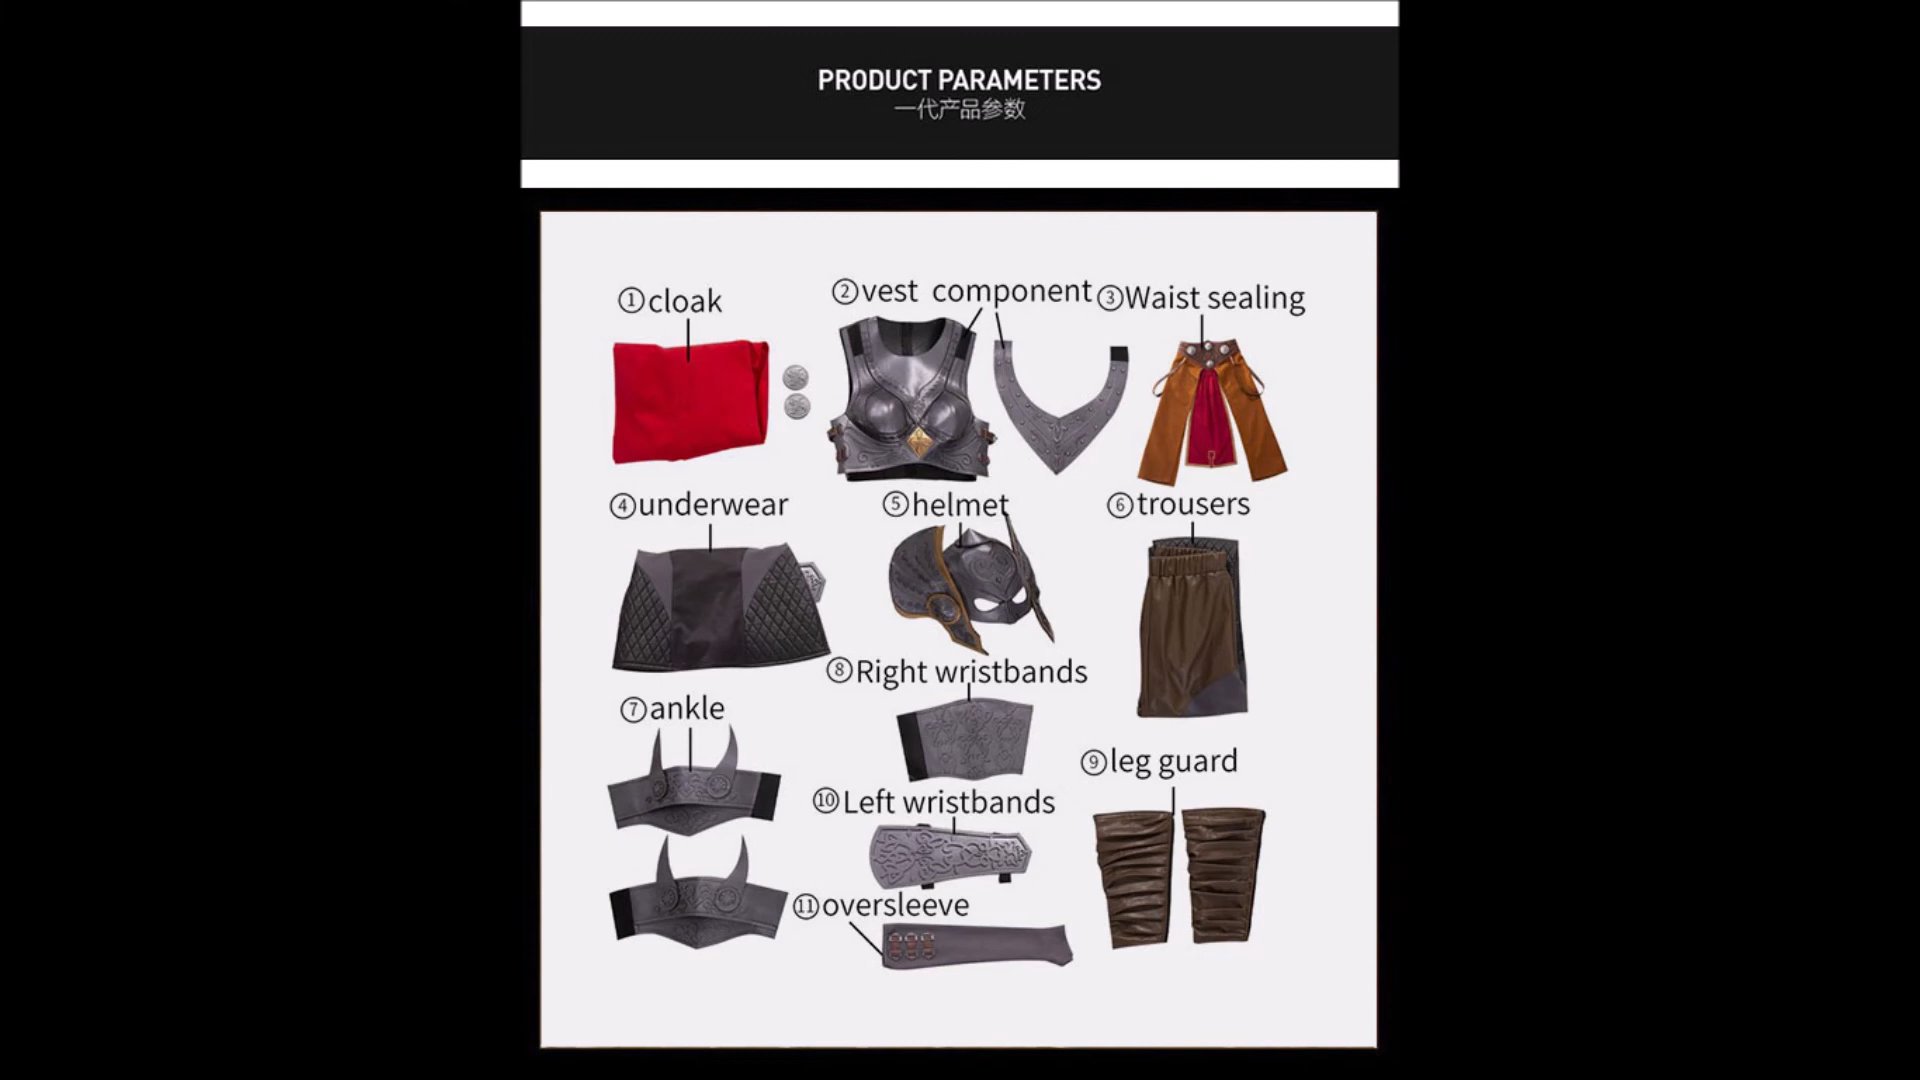 PRODUCT PARAMETERS
一代产品参数
①cloak
②vest component
③Waist sealing
④underwear
⑤helmet
⑥trousers
⑦ankle
⑧Right wristbands
⑨leg guard
⑩Left wristbands
⑪oversleeve